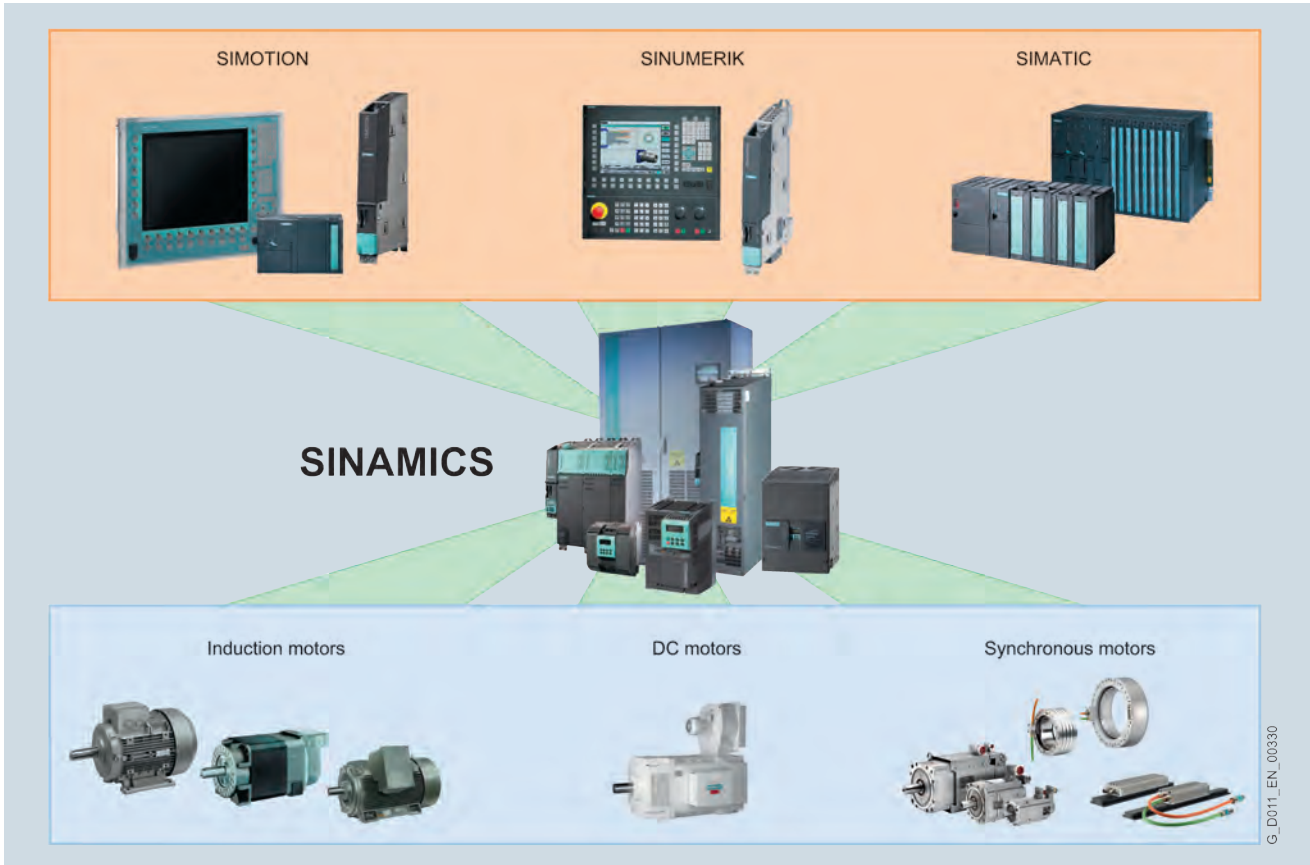 SIMOTION
SINUMERIK
SIMATIC
SINAMICS
Induction motors
DC motors
Synchronous motors
G_D011_EN_00330